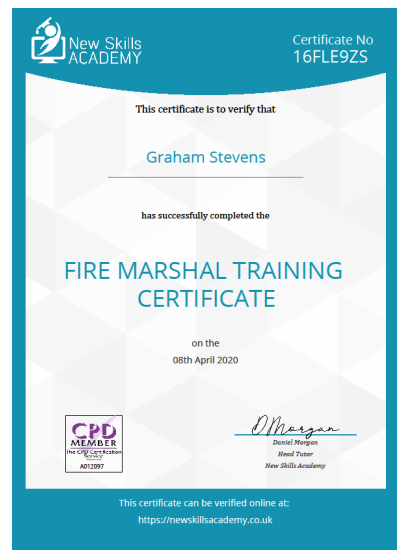 New Skills
ACADEMY
Certificate No
16FLE9ZS
This certificate is to verify that
Graham Stevens
has successfully completed the
FIRE MARSHAL TRAINING
CERTIFICATE
on the
08th April 2020
CPD
MEMBER
The CPD Certification
Service
A012097
DMorgan
Daniel Morgan
Head Tutor
New Skills Academy
This certificate can be verified online at:
https://newskillsacademy.co.uk